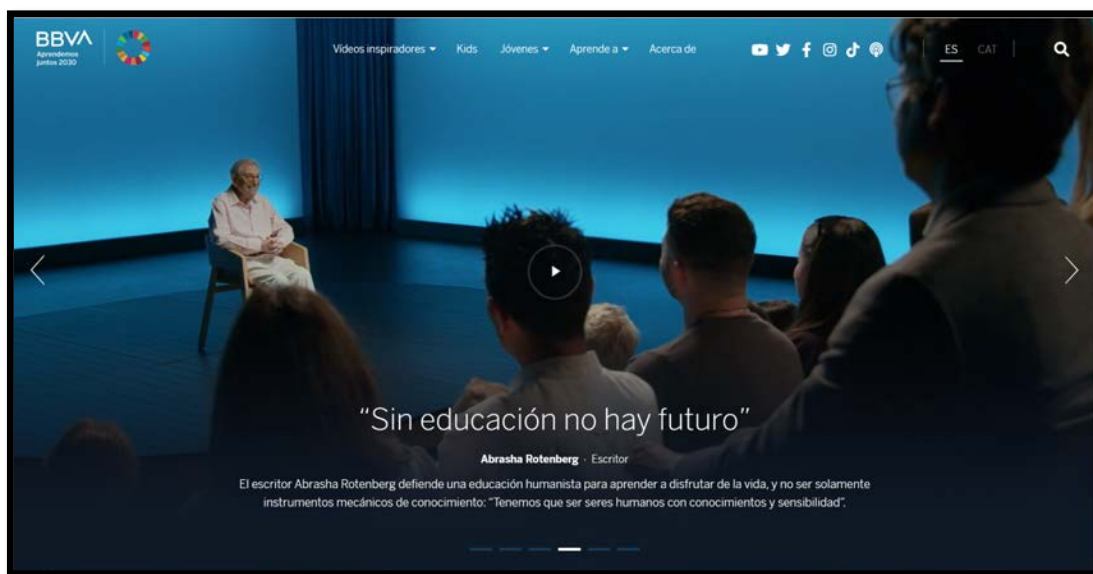 BBVA
Aprendemos
juntos 2030
Vídeos inspiradores Kids Jóvenes Aprende a Acerca de ES CAT
“Sin educación no hay futuro”
Abrasha Rotenberg · Escritor
El escritor Abrasha Rotenberg defiende una educación humanista para aprender a disfrutar de la vida, y no ser solamente
instrumentos mecánicos de conocimiento: “Tenemos que ser seres humanos con conocimientos y sensibilidad”.